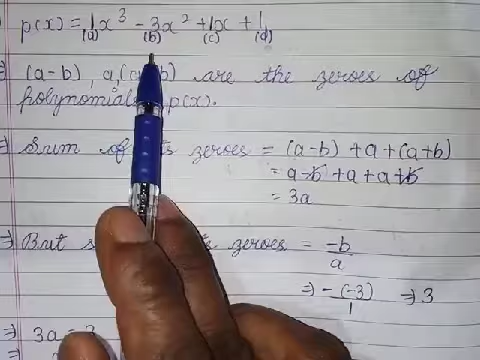 p(x) = 1x³ - 3x² + 1x + 1
(a) (b) (c) (d)
⇒ (a-b), a, (a b) are the zeroes of
polynomial p(x).
⇒ Sum of its zeroes = (a-b) + a + (a+b)
= a - b + a + a + b
= 3a
⇒ But zeroes = -b/a
⇒ -(-3)/1 ⇒ 3
⇒ 3a =
⇒